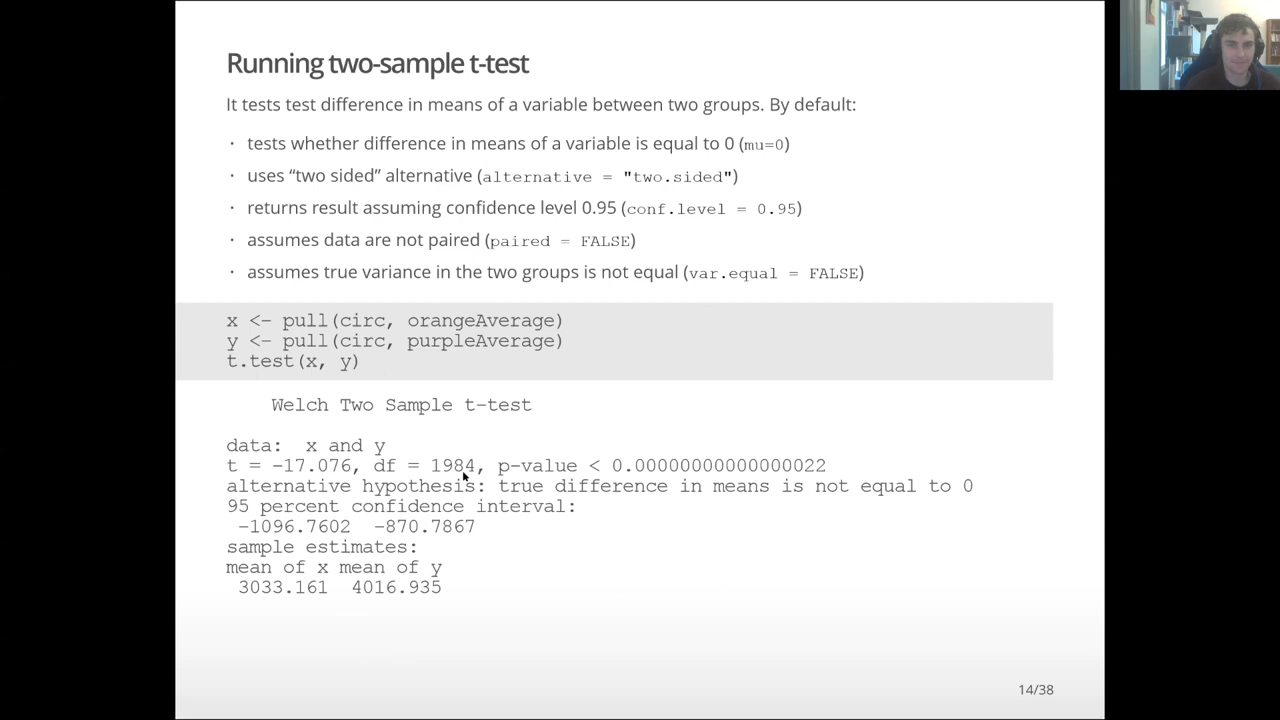 Running two-sample t-test
It tests test difference in means of a variable between two groups. By default:
· tests whether difference in means of a variable is equal to 0 (mu=0)
· uses “two sided” alternative (alternative = "two.sided")
· returns result assuming confidence level 0.95 (conf.level = 0.95)
· assumes data are not paired (paired = FALSE)
· assumes true variance in the two groups is not equal (var.equal = FALSE)
x <- pull(circ, orangeAverage)
y <- pull(circ, purpleAverage)
t.test(x, y)
Welch Two Sample t-test
data:  x and y
t = -17.076, df = 1984, p-value < 0.00000000000000022
alternative hypothesis: true difference in means is not equal to 0
95 percent confidence interval:
-1096.7602  -870.7867
sample estimates:
mean of x mean of y
3033.161  4016.935
14/38